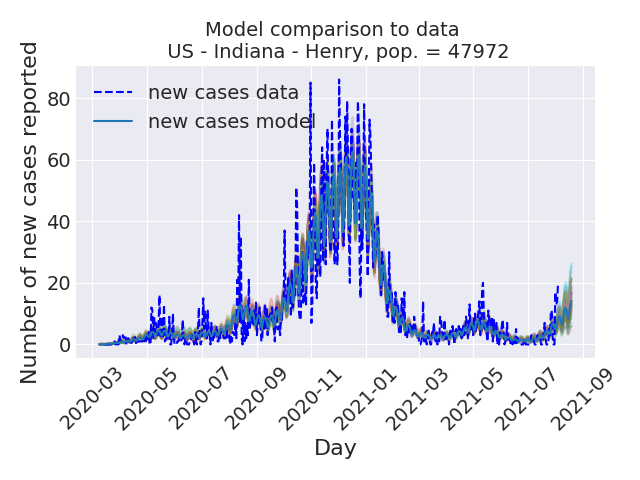 Model comparison to data
US - Indiana - Henry, pop. = 47972
Number of new cases reported
80
60
40
20
0
new cases data
new cases model
2020-03
2020-05
2020-07
2020-09
2020-11
2021-01
2021-03
2021-05
2021-07
2021-09
Day